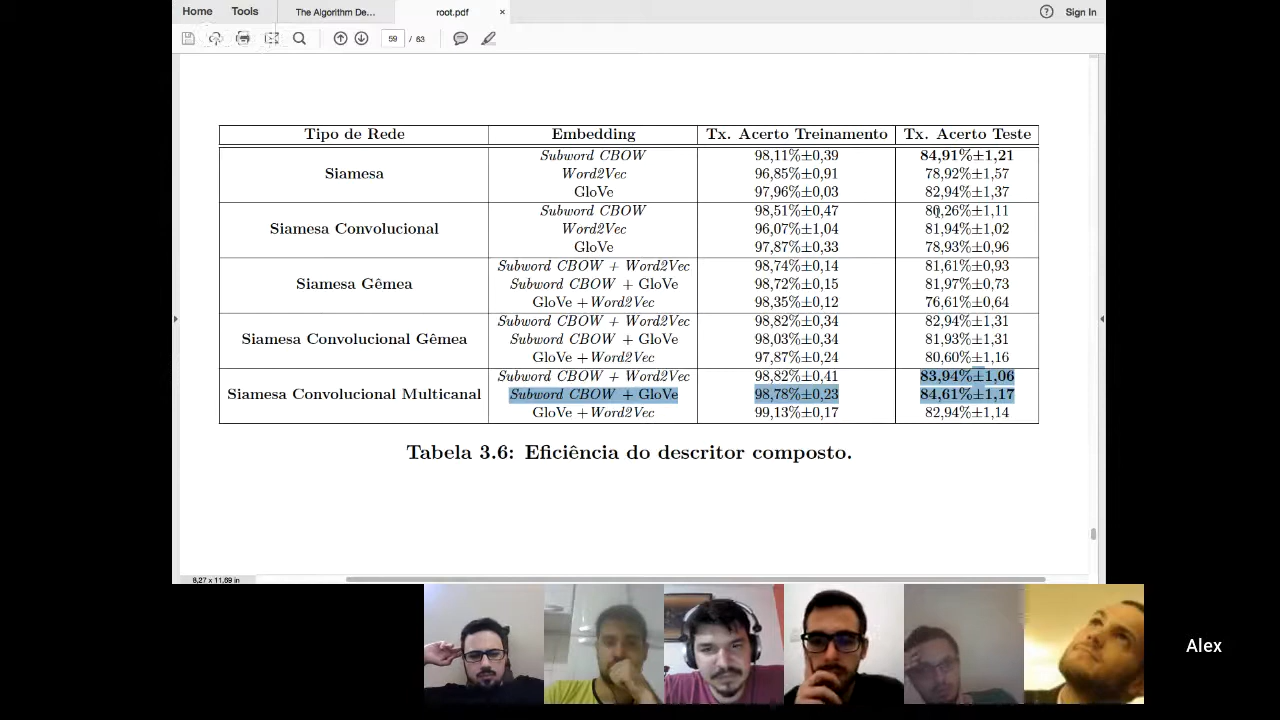 Home Tools The Algorithm De... root.pdf × ? Sign In
59 / 63
Tipo de Rede Embedding Tx. Acerto Treinamento Tx. Acerto Teste
Siamesa
Subword CBOW 98,11%±0,39 84,91%±1,21
Word2Vec 96,85%±0,91 78,92%±1,57
GloVe 97,96%±0,03 82,94%±1,37
Siamesa Convolucional
Subword CBOW 98,51%±0,47 80,26%±1,11
Word2Vec 96,07%±1,04 81,94%±1,02
GloVe 97,87%±0,33 78,93%±0,96
Siamesa Gêmea
Subword CBOW + Word2Vec 98,74%±0,14 81,61%±0,93
Subword CBOW + GloVe 98,72%±0,15 81,97%±0,73
GloVe +Word2Vec 98,35%±0,12 76,61%±0,64
Siamesa Convolucional Gêmea
Subword CBOW + Word2Vec 98,82%±0,34 82,94%±1,31
Subword CBOW + GloVe 98,03%±0,34 81,93%±1,31
GloVe +Word2Vec 97,87%±0,24 80,60%±1,16
Siamesa Convolucional Multicanal
Subword CBOW + Word2Vec 98,82%±0,41 83,94%±1,06
Subword CBOW + GloVe 98,78%±0,23 84,61%±1,17
GloVe +Word2Vec 99,13%±0,17 82,94%±1,14
Tabela 3.6: Eficiência do descritor composto.
8,27 x 11,69 in
Alex